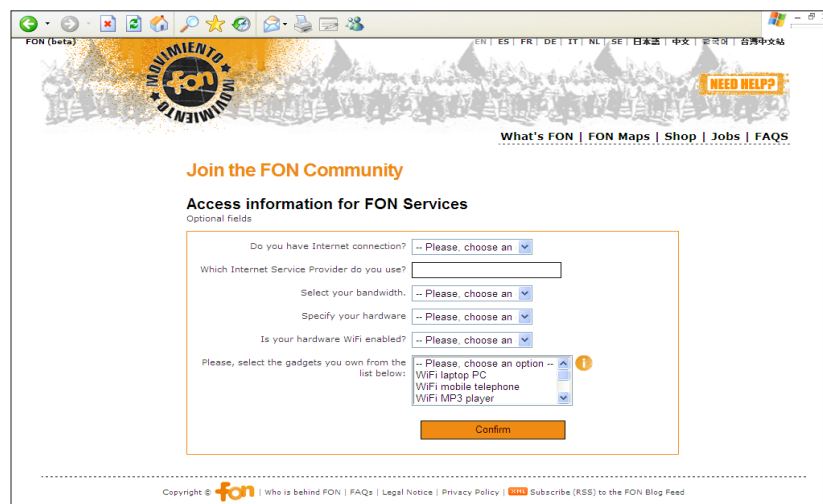 FON (beta)
EN | ES | FR | DE | IT | NL | SE | 日本語 | 中文 | 한국어 | 台灣中文站
MOVIMIENTO
fon
MOVIMIENTO
NEED HELP?
What's FON | FON Maps | Shop | Jobs | FAQS
Join the FON Community
Access information for FON Services
Optional fields
Do you have Internet connection? -- Please, choose an
Which Internet Service Provider do you use?
Select your bandwidth. -- Please, choose an
Specify your hardware -- Please, choose an
Is your hardware WiFi enabled? -- Please, choose an
Please, select the gadgets you own from the -- Please, choose an option --
list below: WiFi laptop PC
WiFi mobile telephone
WiFi MP3 player
Confirm
Copyright © fon | Who is behind FON | FAQs | Legal Notice | Privacy Policy | XML Subscribe (RSS) to the FON Blog Feed